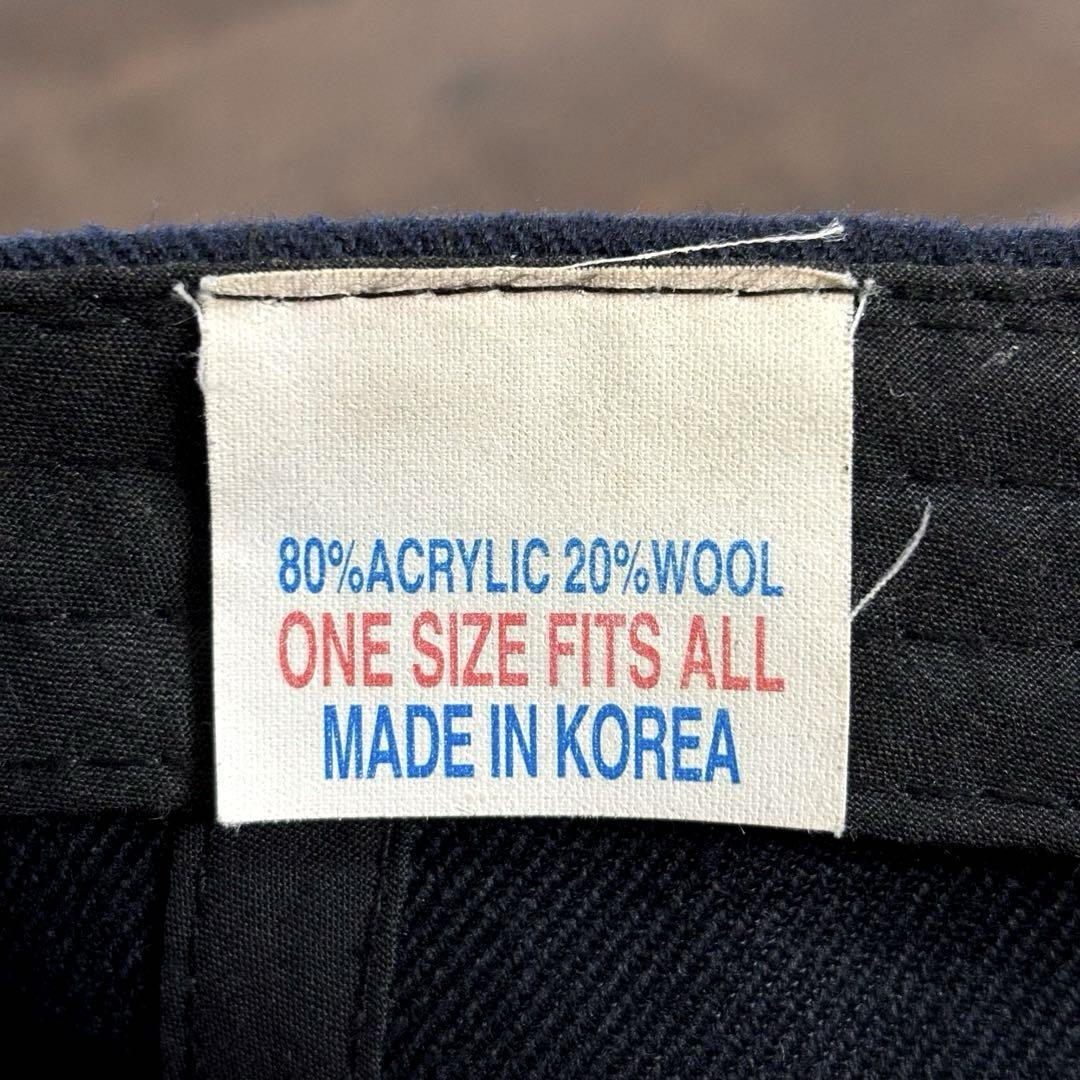 80%ACRYLIC 20%WOOL
ONE SIZE FITS ALL
MADE IN KOREA